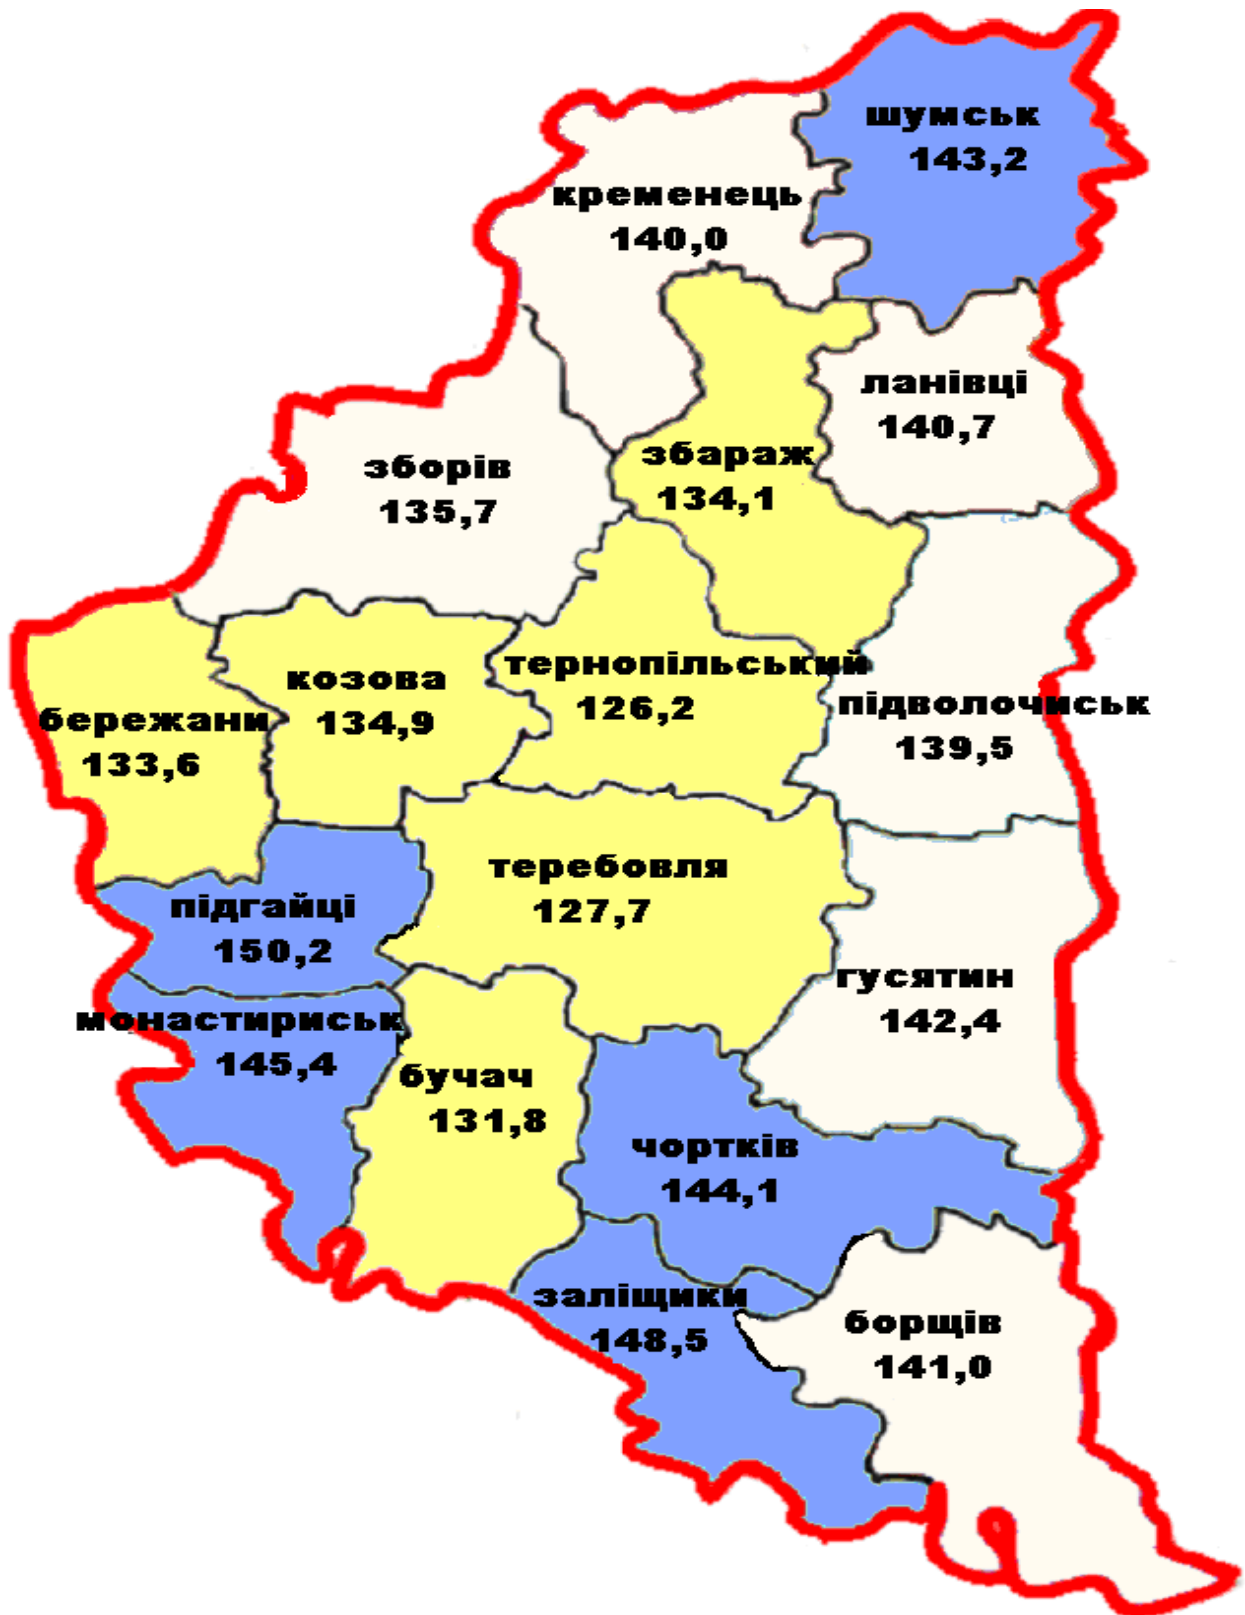 шумськ
143,2
кременець
140,0
ланівці
140,7
збараж
134,1
зборів
135,7
тернопільський
126,2
козова
134,9
підволочиськ
139,5
бережани
133,6
теребовля
127,7
підгайці
150,2
гусятин
142,4
монастириськ
145,4
бучач
131,8
чортків
144,1
заліщики
148,5
борщів
141,0